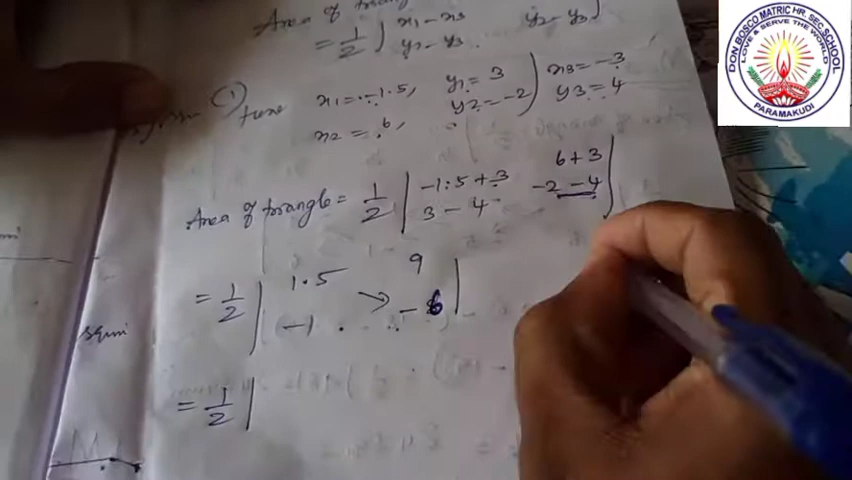 Area of
= 1/2 | x1 - x3
y2 - y3 |
y2 - y3
x1 = -1.5, y1 = 3
x3 = -3
x2 = 6, y2 = -2
y3 = 4
Area of triangle = 1/2 | -1.5 + 3 6 + 3 |
3 - 4 -2 - 4
= 1/2 | 1.5 9 |
-1 -6
= 1/2 |
DON BOSCO MATRIC HR. SEC. SCHOOL
LOVE & SERVE THE WORLD
PARAMAKUDI